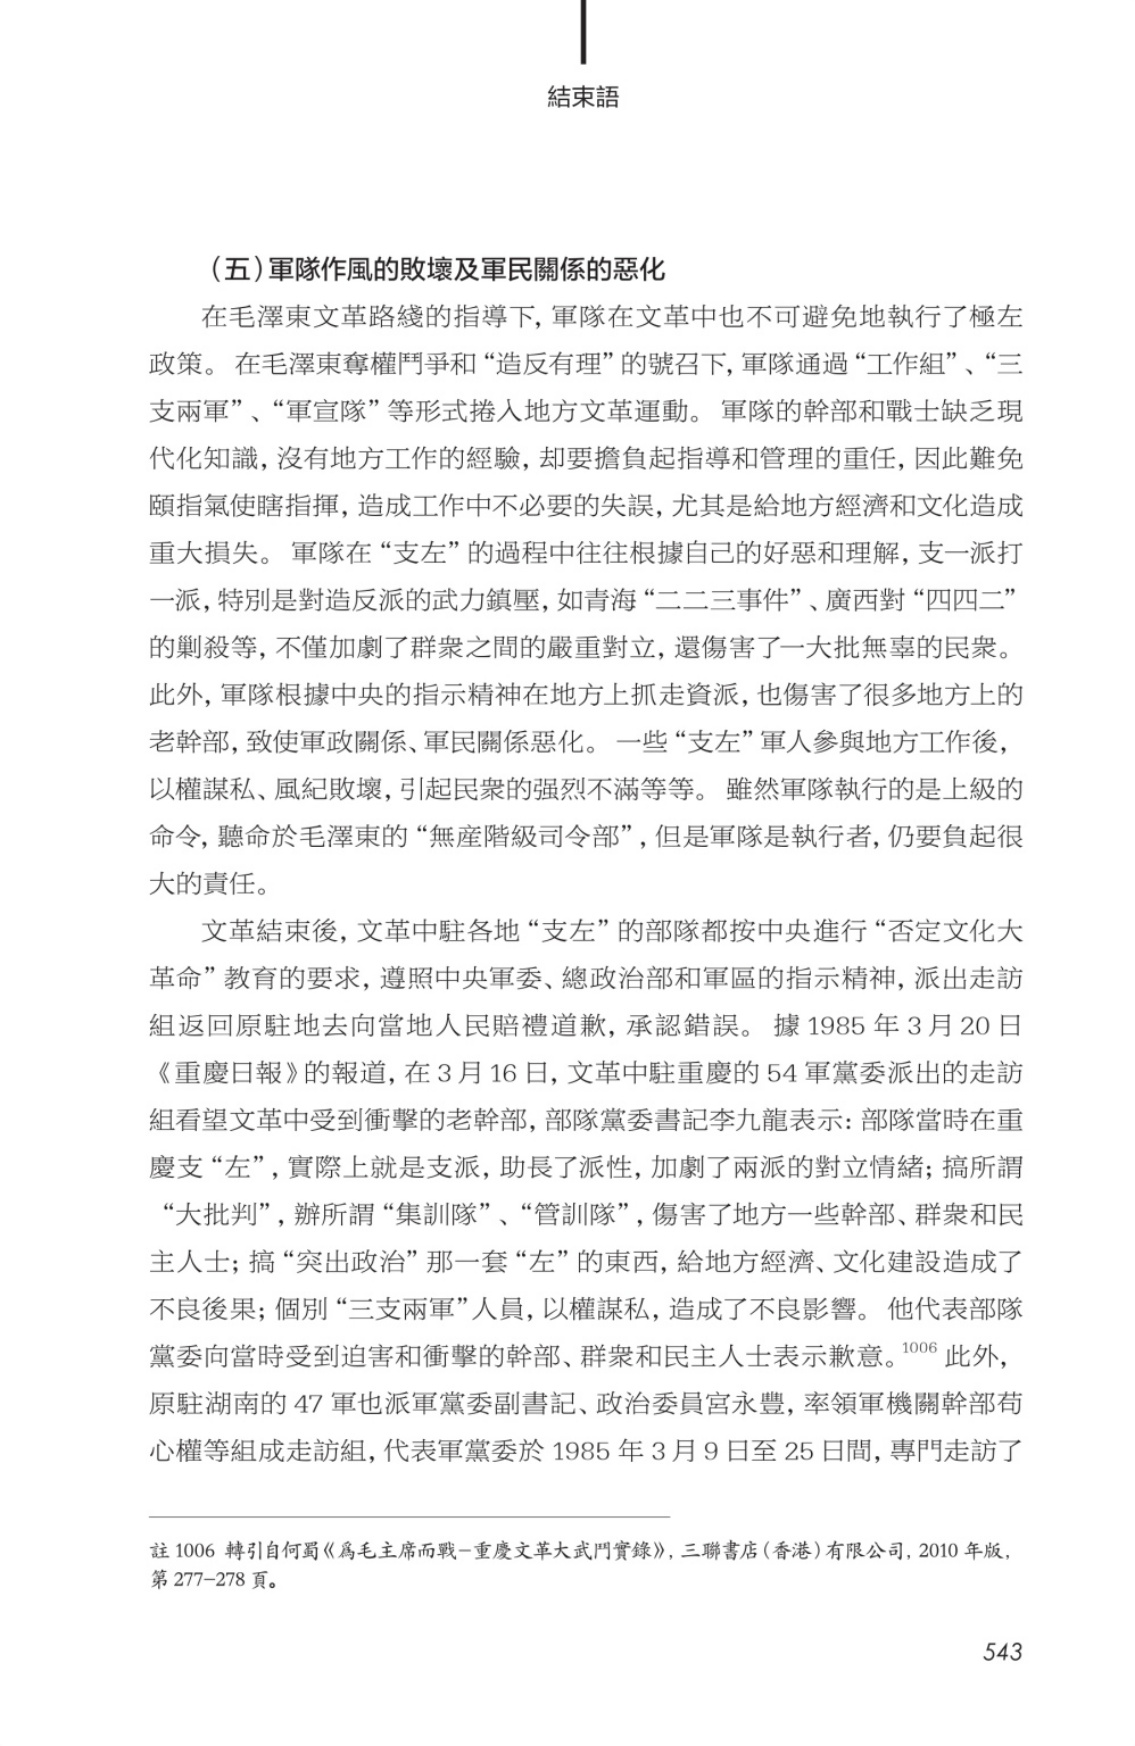 結束語
（五）軍隊作風的敗壞及軍民關係的惡化
在毛澤東文革路綫的指導下，軍隊在文革中也不可避免地執行了極左
政策。 在毛澤東奪權鬥爭和“造反有理”的號召下，軍隊通過“工作組”、“三
支兩軍”、“軍宣隊”等形式捲入地方文革運動。 軍隊的幹部和戰士缺乏現
代化知識，沒有地方工作的經驗，却要擔負起指導和管理的重任，因此難免
頤指氣使瞎指揮，造成工作中不必要的失誤，尤其是給地方經濟和文化造成
重大損失。 軍隊在“支左”的過程中往往根據自己的好惡和理解，支一派打
一派，特別是對造反派的武力鎮壓，如青海“二二三事件”、廣西對“四四二”
的剿殺等，不僅加劇了群衆之間的嚴重對立，還傷害了一大批無辜的民衆。
此外，軍隊根據中央的指示精神在地方上抓走資派，也傷害了很多地方上的
老幹部，致使軍政關係、軍民關係惡化。 一些“支左”軍人參與地方工作後，
以權謀私、風紀敗壞，引起民衆的强烈不滿等等。 雖然軍隊執行的是上級的
命令，聽命於毛澤東的“無産階級司令部”，但是軍隊是執行者，仍要負起很
大的責任。
文革結束後，文革中駐各地“支左”的部隊都按中央進行“否定文化大
革命”教育的要求，遵照中央軍委、總政治部和軍區的指示精神，派出走訪
組返回原駐地去向當地人民賠禮道歉，承認錯誤。 據 1985 年 3 月 20 日
《重慶日報》的報道，在 3 月 16 日，文革中駐重慶的 54 軍黨委派出的走訪
組看望文革中受到衝擊的老幹部，部隊黨委書記李九龍表示：部隊當時在重
慶支“左”，實際上就是支派，助長了派性，加劇了兩派的對立情緒；搞所謂
“大批判”，辦所謂“集訓隊”、“管訓隊”，傷害了地方一些幹部、群衆和民
主人士；搞“突出政治”那一套“左”的東西，給地方經濟、文化建設造成了
不良後果；個別“三支兩軍”人員，以權謀私，造成了不良影響。 他代表部隊
黨委向當時受到迫害和衝擊的幹部、群衆和民主人士表示歉意。1006 此外，
原駐湖南的 47 軍也派軍黨委副書記、政治委員宮永豐，率領軍機關幹部苟
心權等組成走訪組，代表軍黨委於 1985 年 3 月 9 日至 25 日間，專門走訪了
註 1006 轉引自何蜀《爲毛主席而戰–重慶文革大武鬥實錄》，三聯書店（香港）有限公司，2010 年版，
第 277–278 頁。
543